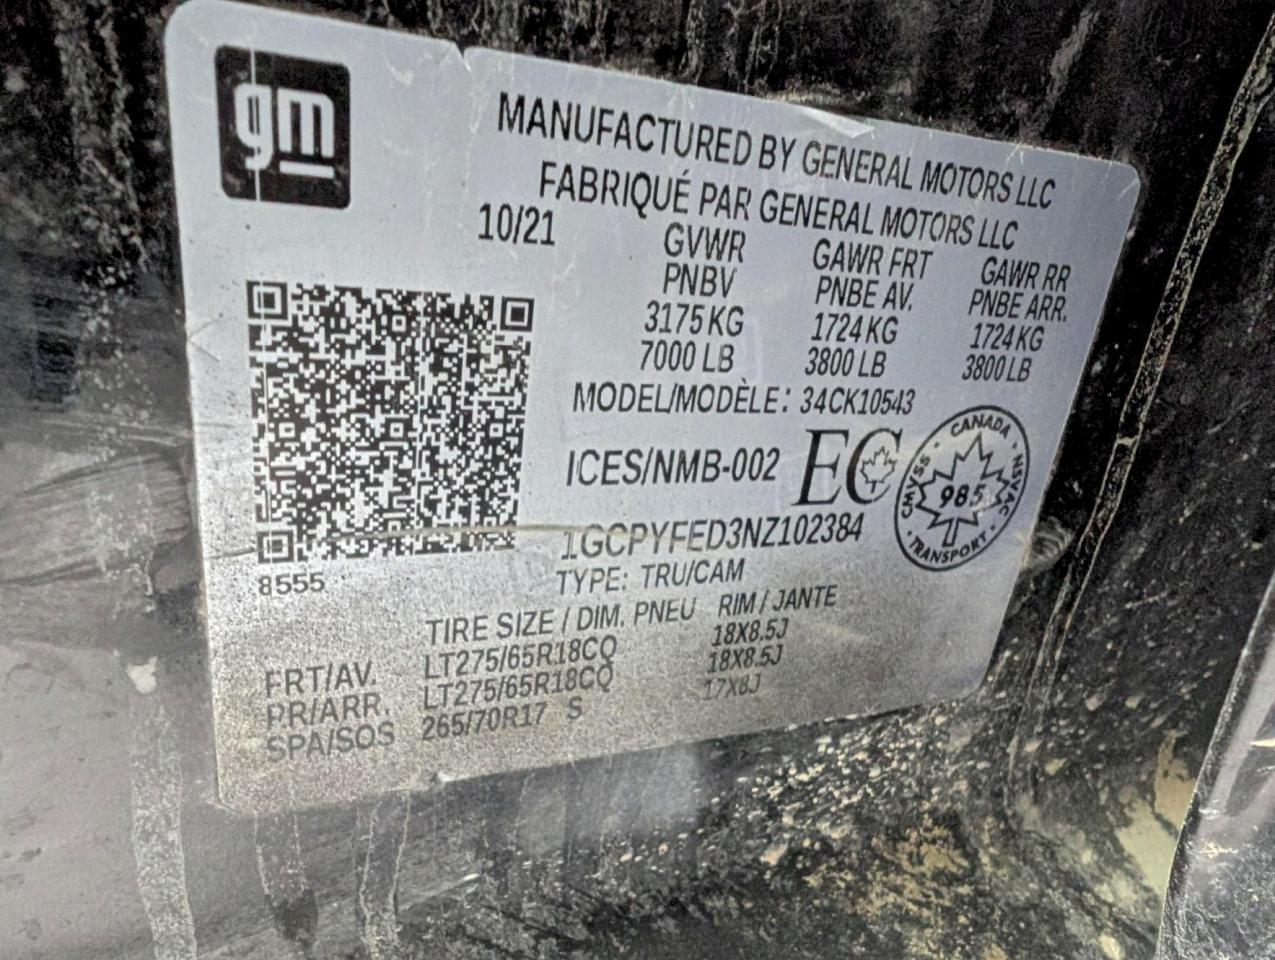 gm
MANUFACTURED BY GENERAL MOTORS LLC
FABRIQUÉ PAR GENERAL MOTORS LLC
10/21 GVWR GAWR FRT GAWR RR
PNBV PNBE AV. PNBE ARR.
3175 KG 1724 KG 1724 KG
7000 LB 3800 LB 3800 LB
MODEL/MODÈLE: 34CK10543
ICES/NMB-002 EC
CANADA
CMVSS 985 NSVAC
TRANSPORT
1GCPYFED3NZ102384
8555 TYPE: TRU/CAM
TIRE SIZE / DIM. PNEU RIM / JANTE
FRT/AV. LT275/65R18CQ 18X8.5J
RR/ARR. LT275/65R18CQ 18X8.5J
SPA/SOS 265/70R17 S 17X8J